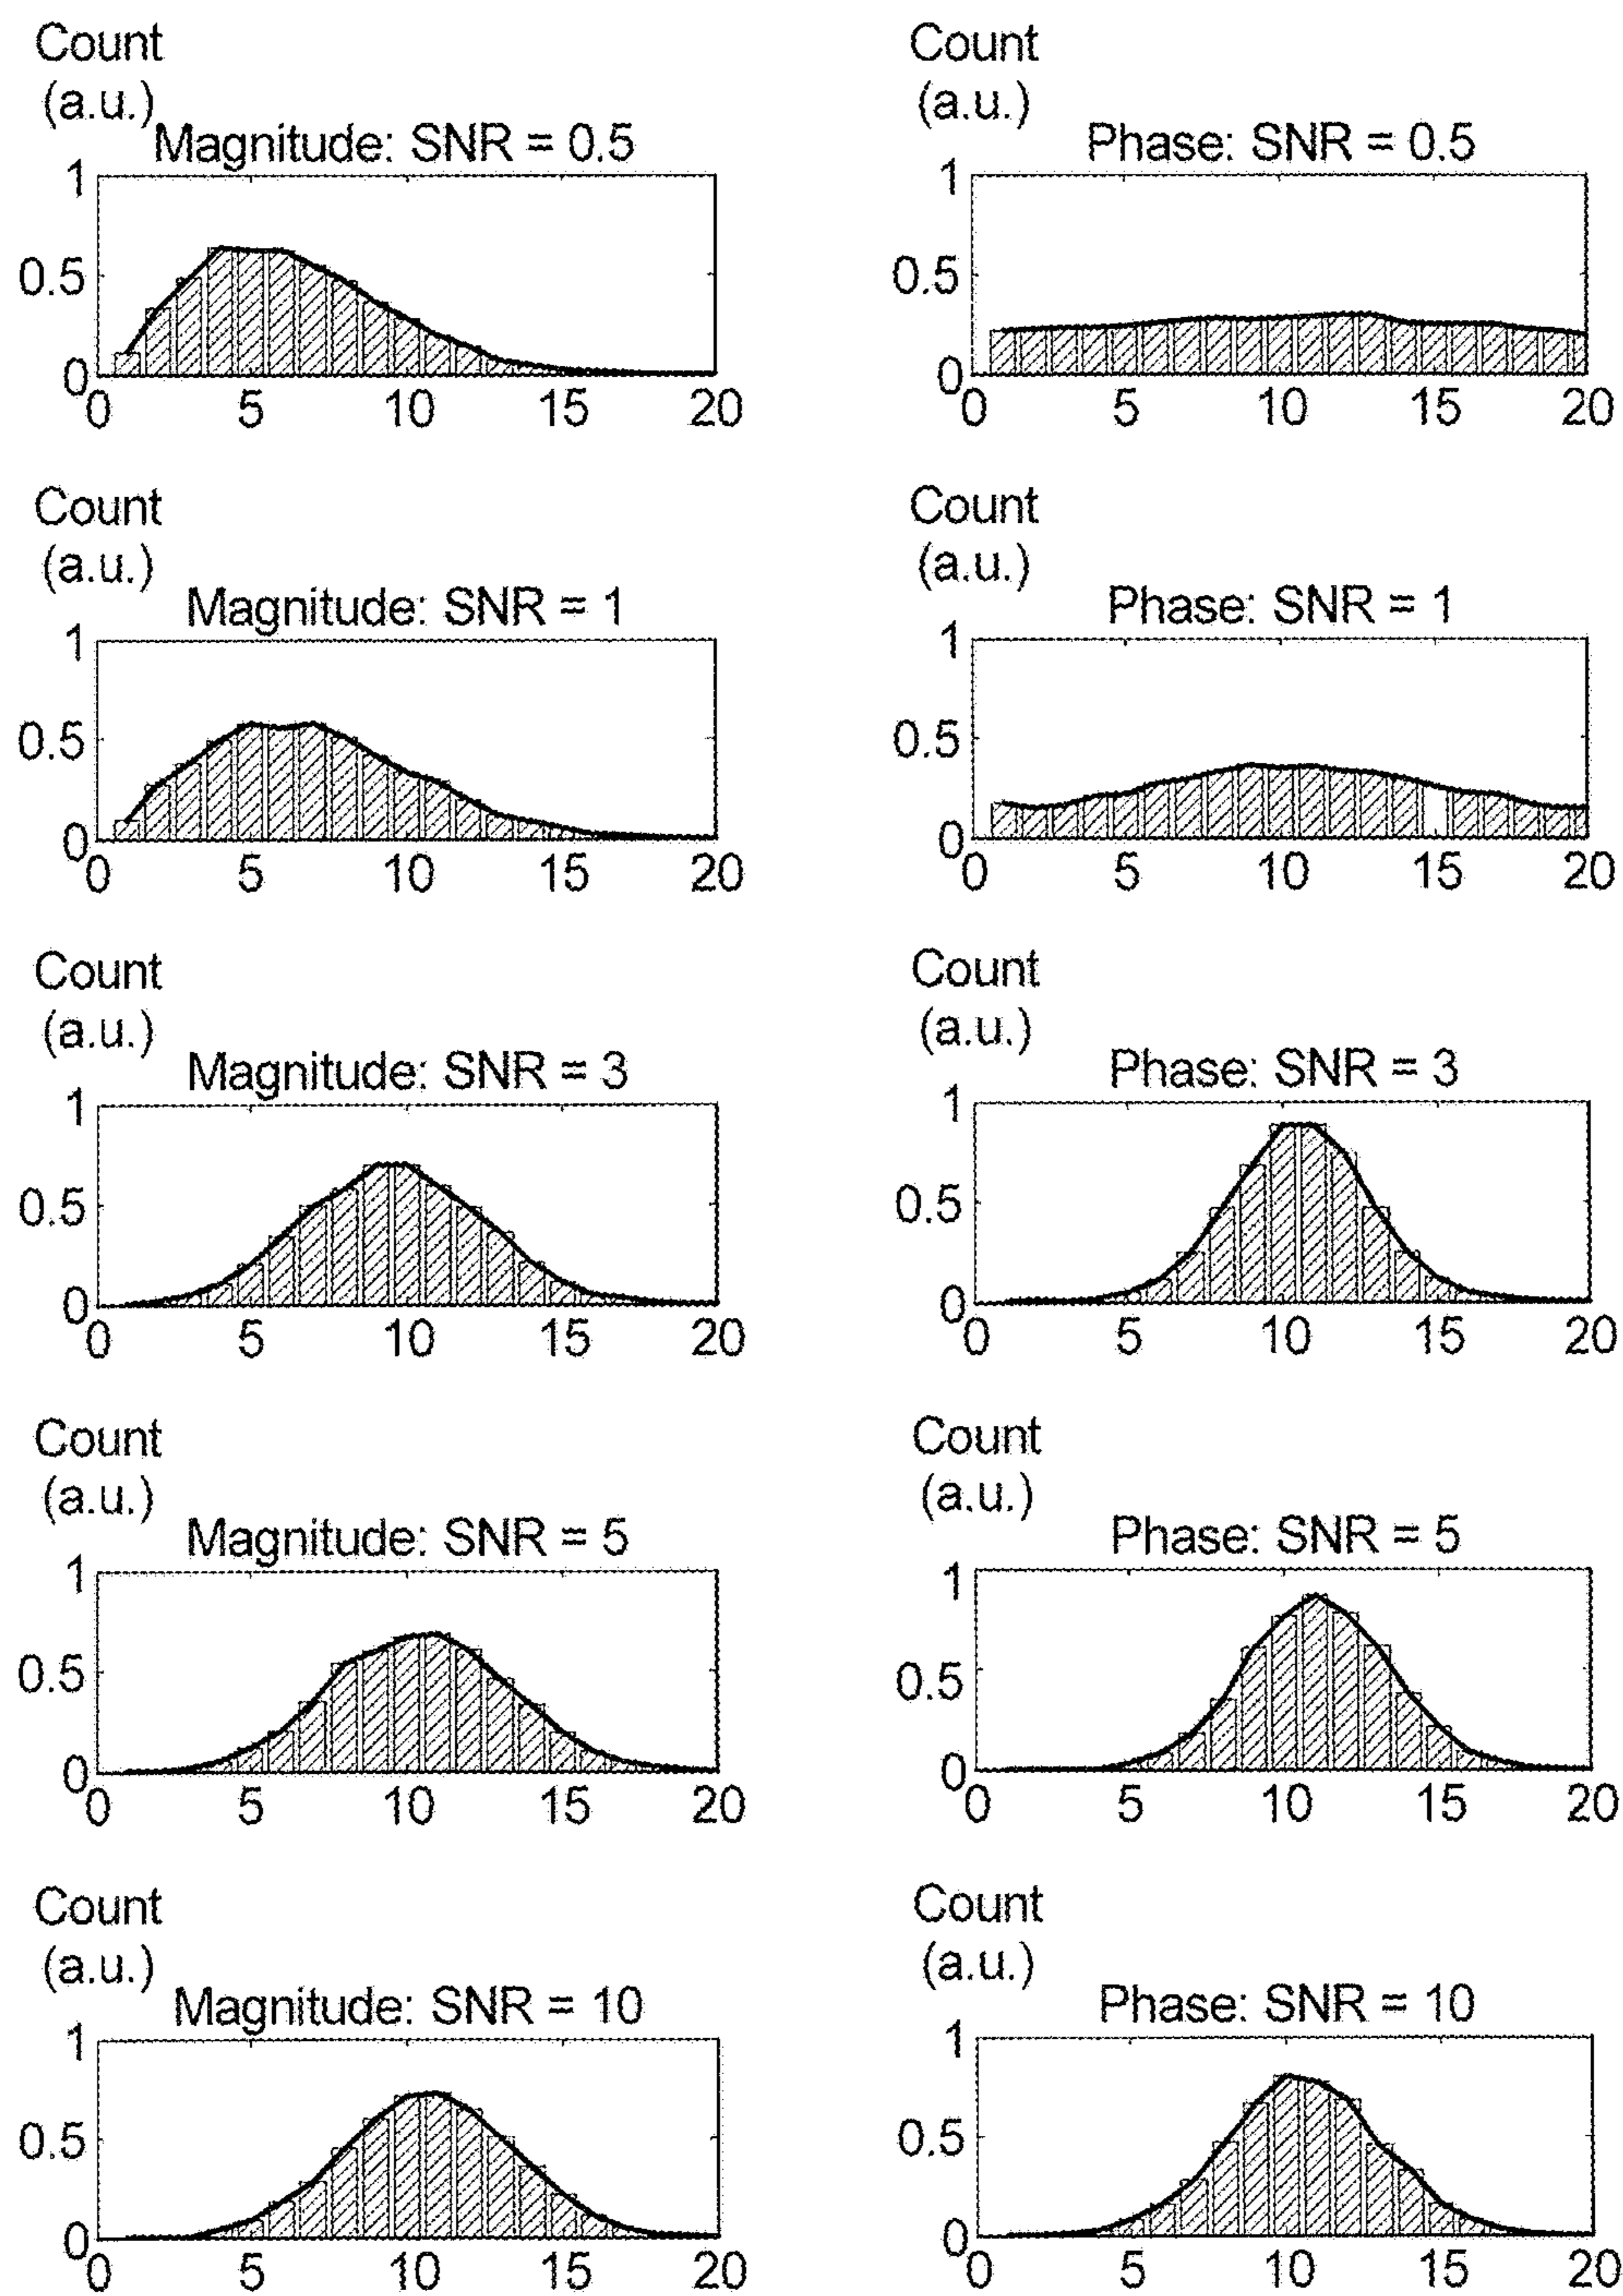 Count
(a.u.)
Magnitude: SNR = 0.5
1
0.5
0
0 5 10 15 20
Count
(a.u.)
Phase: SNR = 0.5
1
0.5
0
0 5 10 15 20
Count
(a.u.)
Magnitude: SNR = 1
1
0.5
0
0 5 10 15 20
Count
(a.u.)
Phase: SNR = 1
1
0.5
0
0 5 10 15 20
Count
(a.u.)
Magnitude: SNR = 3
1
0.5
0
0 5 10 15 20
Count
(a.u.)
Phase: SNR = 3
1
0.5
0
0 5 10 15 20
Count
(a.u.)
Magnitude: SNR = 5
1
0.5
0
0 5 10 15 20
Count
(a.u.)
Phase: SNR = 5
1
0.5
0
0 5 10 15 20
Count
(a.u.)
Magnitude: SNR = 10
1
0.5
0
0 5 10 15 20
Count
(a.u.)
Phase: SNR = 10
1
0.5
0
0 5 10 15 20